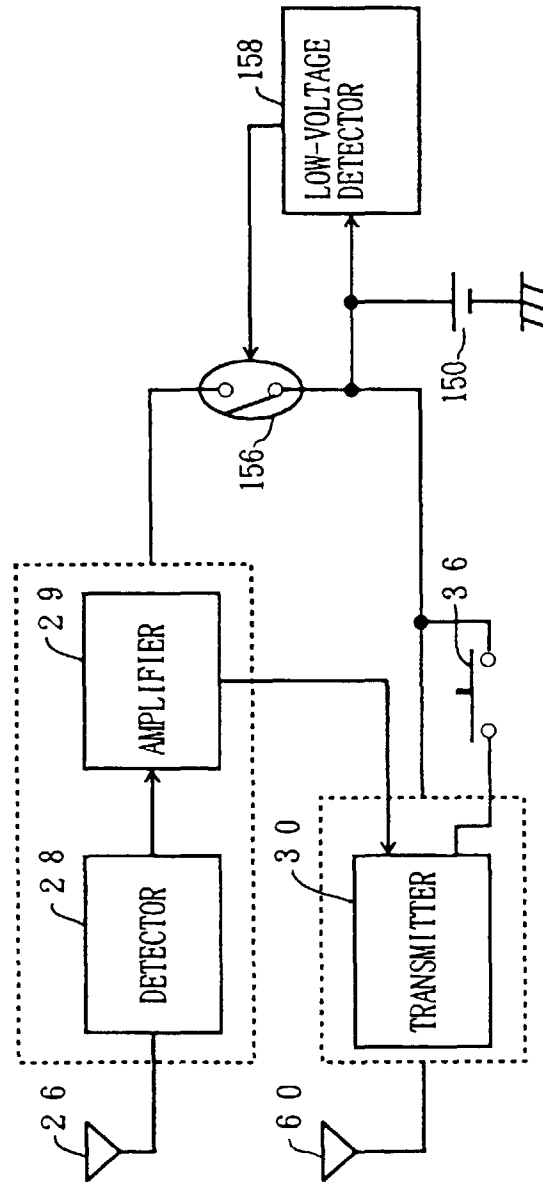 26
28
DETECTOR
29
AMPLIFIER
156
158
LOW-VOLTAGE
DETECTOR
150
60
30
TRANSMITTER
36